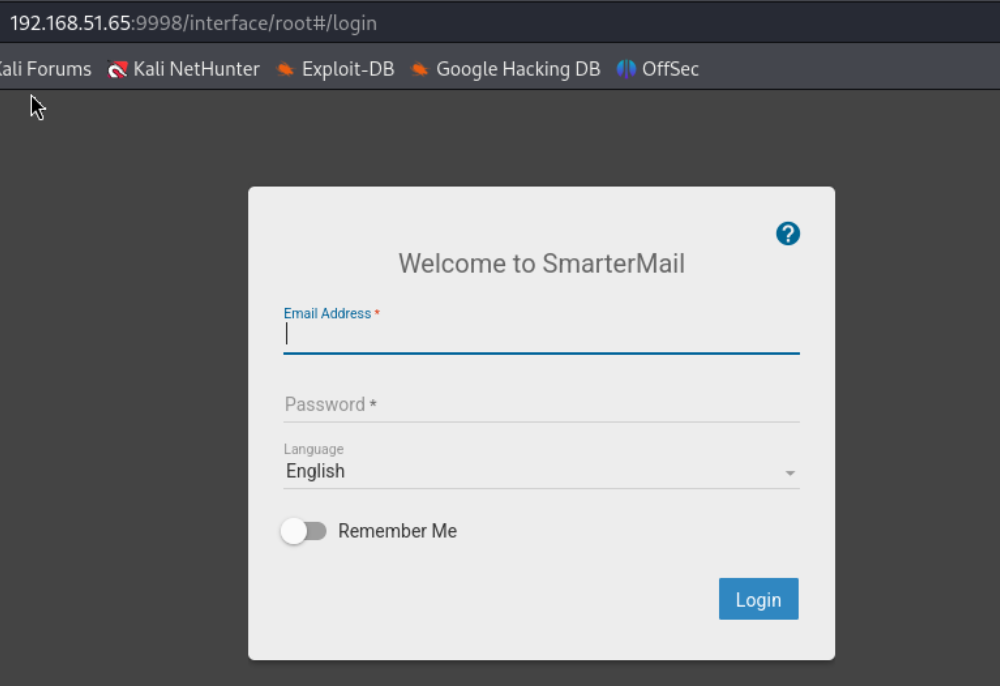 192.168.51.65:9998/interface/root#/login
ali Forums Kali NetHunter Exploit-DB Google Hacking DB OffSec
?
Welcome to SmarterMail
Email Address *
Password *
Language
English
Remember Me
Login